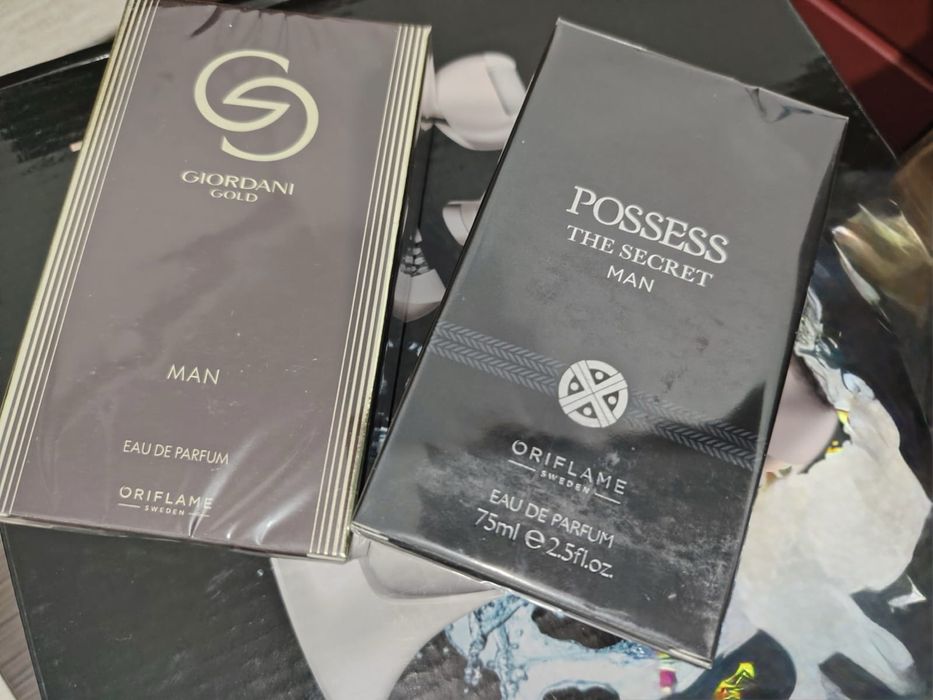 GIORDANI
GOLD
MAN
EAU DE PARFUM
ORIFLAME
SWEDEN
POSSESS
THE SECRET
MAN
ORIFLAME
SWEDEN
EAU DE PARFUM
75ml e 2.5fl.oz.